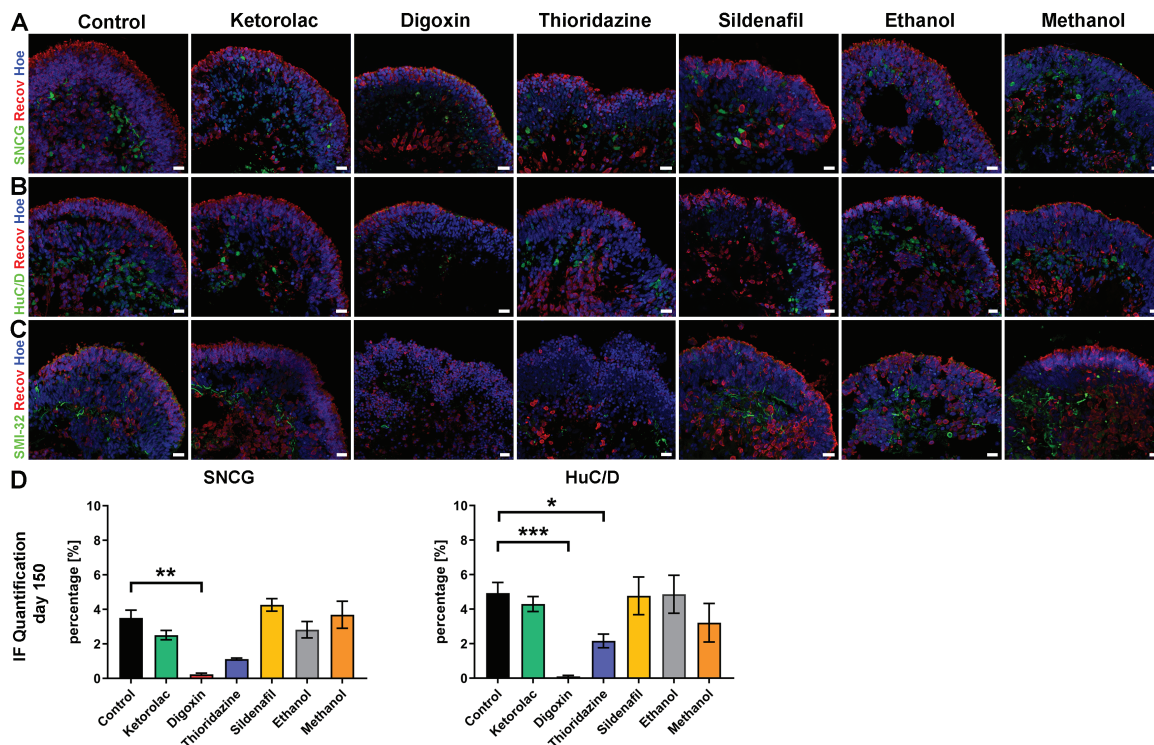 A Control Ketorolac Digoxin Thioridazine Sildenafil Ethanol Methanol
SNCG Recov Hoe
B
HuC/D Recov Hoe
C
SMI-32 Recov Hoe
D
SNCG
HuC/D
IF Quantification
day 150
percentage [%]
10
8
6
4
2
0
**
Control
Ketorolac
Digoxin
Thioridazine
Sildenafil
Ethanol
Methanol
percentage [%]
10
8
6
4
2
0
*
***
Control
Ketorolac
Digoxin
Thioridazine
Sildenafil
Ethanol
Methanol